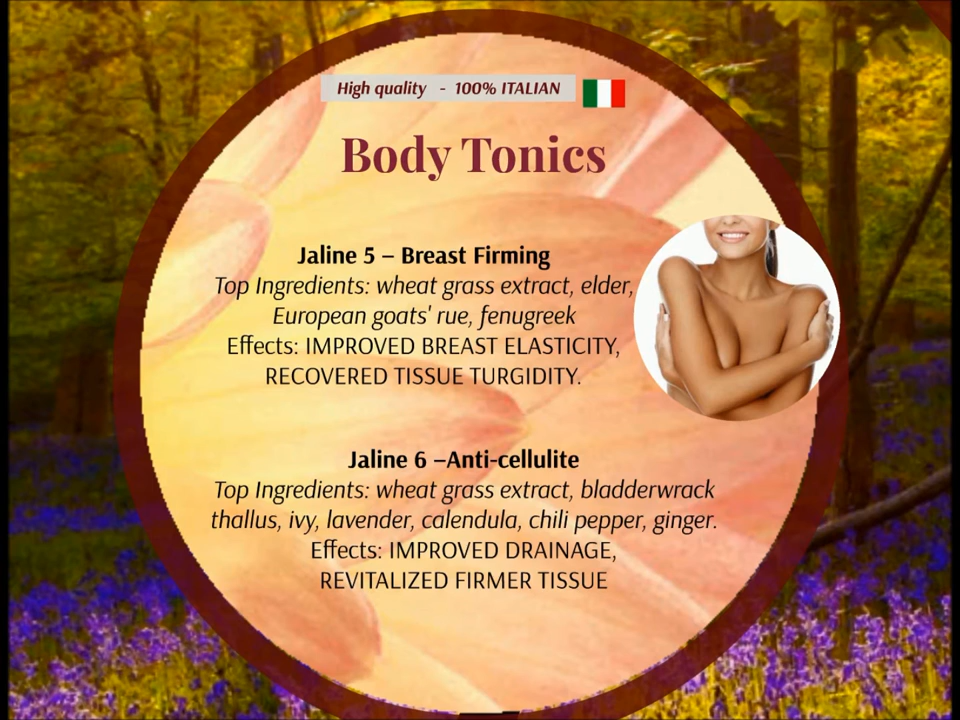 High quality - 100% ITALIAN
Body Tonics
Jaline 5 – Breast Firming
Top Ingredients: wheat grass extract, elder,
European goats' rue, fenugreek
Effects: IMPROVED BREAST ELASTICITY,
RECOVERED TISSUE TURGIDITY.
Jaline 6 –Anti-cellulite
Top Ingredients: wheat grass extract, bladderwrack
thallus, ivy, lavender, calendula, chili pepper, ginger.
Effects: IMPROVED DRAINAGE,
REVITALIZED FIRMER TISSUE